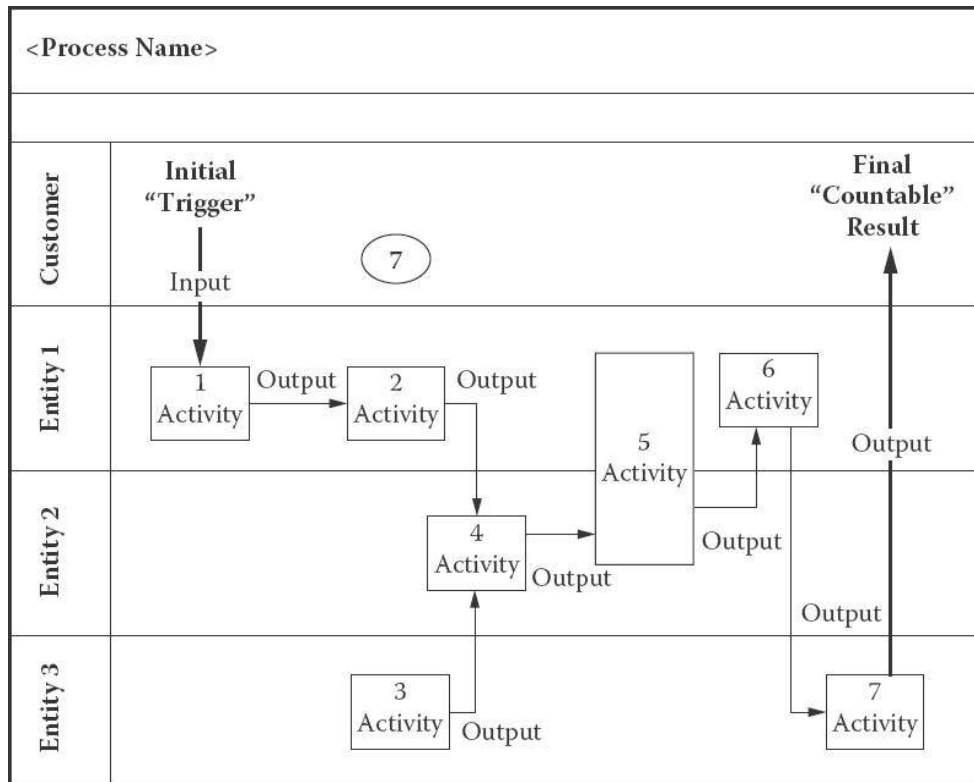 <Process Name>
Customer
Initial
“Trigger”
Input
7
Final
“Countable”
Result
Entity 1
1
Activity
Output
2
Activity
Output
5
Activity
6
Activity
Output
Entity 2
4
Activity
Output
Output
Output
Entity 3
3
Activity
Output
7
Activity